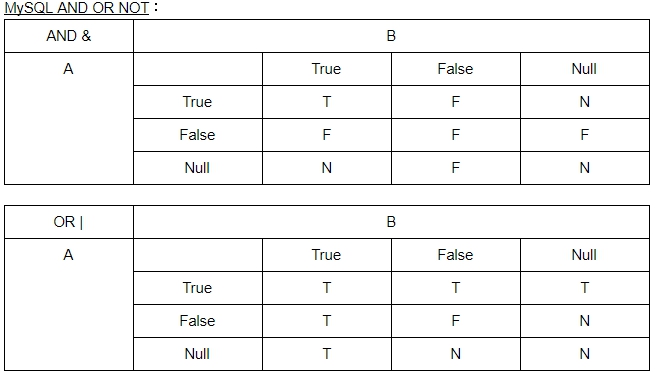 MySQL AND OR NOT：
AND & B
A True False Null
True T F N
False F F F
Null N F N
OR | B
A True False Null
True T T T
False T F N
Null T N N